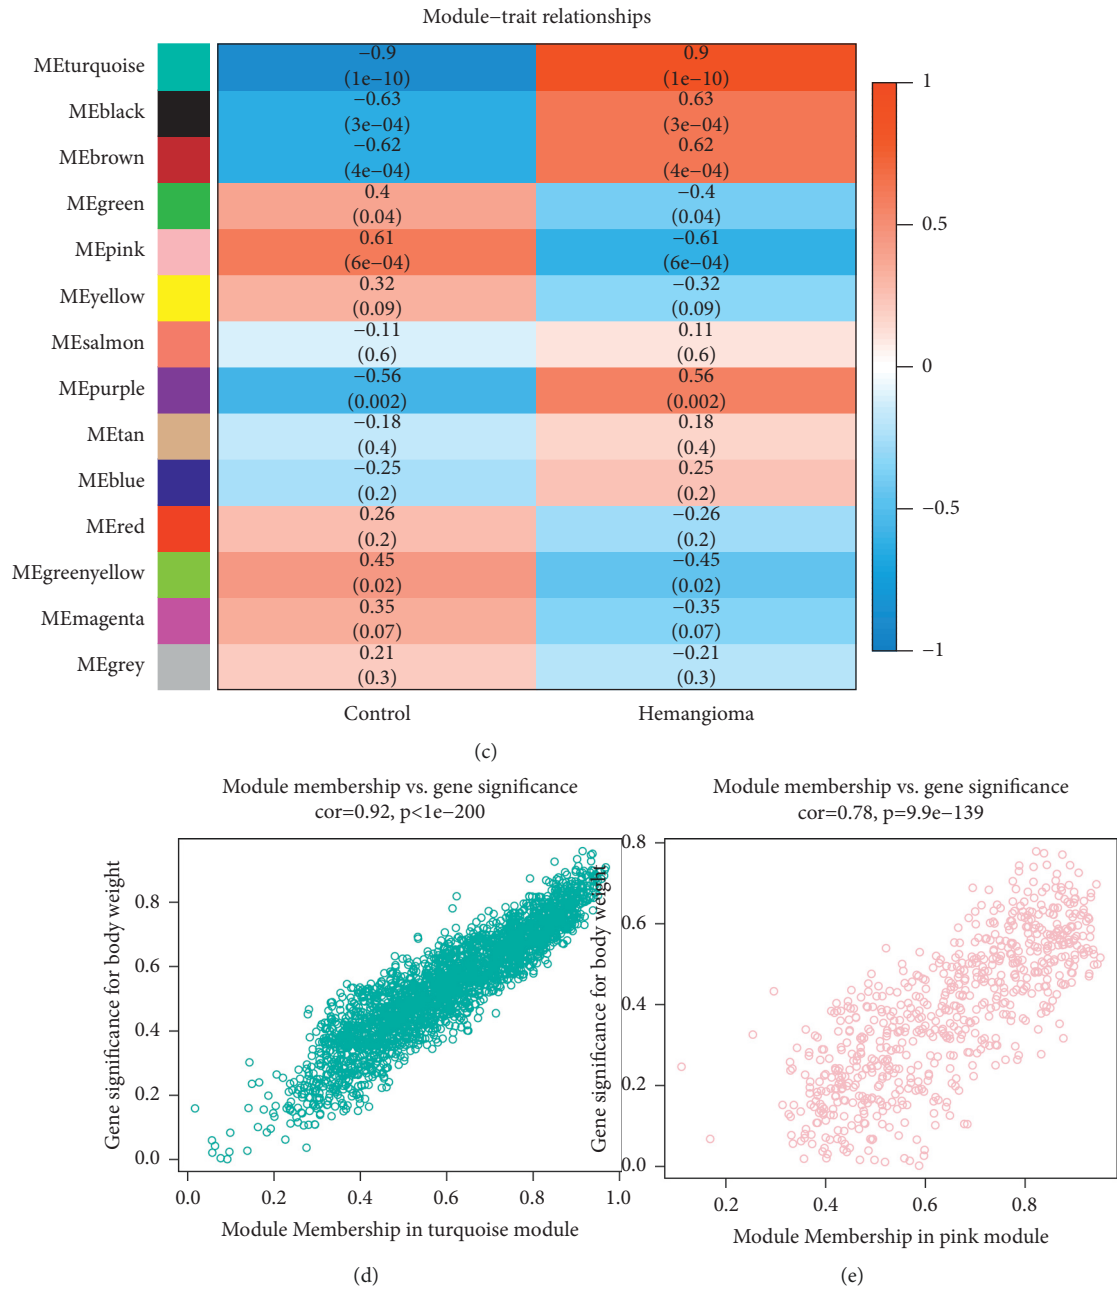 Module−trait relationships
MEturquoise −0.9 0.9
(1e−10) (1e−10)
MEblack −0.63 0.63
(3e−04) (3e−04)
MEbrown −0.62 0.62
(4e−04) (4e−04)
MEgreen 0.4 −0.4
(0.04) (0.04)
MEpink 0.61 −0.61
(6e−04) (6e−04)
MEyellow 0.32 −0.32
(0.09) (0.09)
MEsalmon −0.11 0.11
(0.6) (0.6)
MEpurple −0.56 0.56
(0.002) (0.002)
MEtan −0.18 0.18
(0.4) (0.4)
MEblue −0.25 0.25
(0.2) (0.2)
MEred 0.26 −0.26
(0.2) (0.2)
MEgreenyellow 0.45 −0.45
(0.02) (0.02)
MEmagenta 0.35 −0.35
(0.07) (0.07)
MEgrey 0.21 −0.21
(0.3) (0.3)
Control Hemangioma
1
0.5
0
−0.5
−1
(c)
Module membership vs. gene significance
cor=0.92, p<1e−200
Gene significance for body weight
0.8
0.6
0.4
0.2
0.0
0.0 0.2 0.4 0.6 0.8 1.0
Module Membership in turquoise module
(d)
Module membership vs. gene significance
cor=0.78, p=9.9e−139
Gene significance for body weight
0.8
0.6
0.4
0.2
0.0
0.2 0.4 0.6 0.8
Module Membership in pink module
(e)